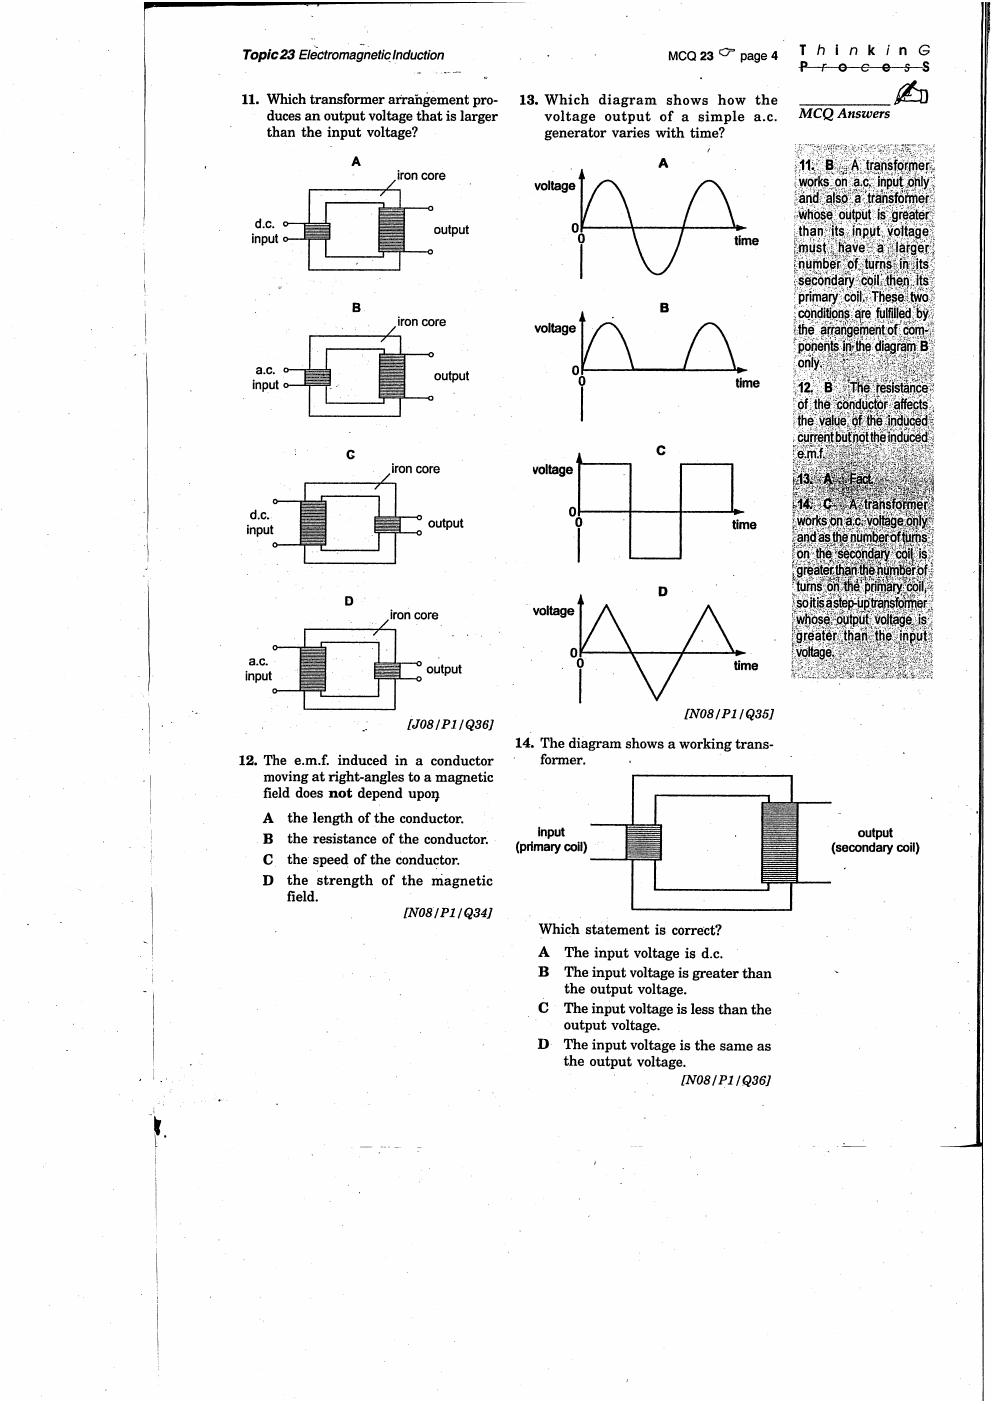 Topic 23 Electromagnetic Induction
MCQ 23 ☞ page 4
ThinkinG
ProcesS
MCQ Answers
11. Which transformer arrangement pro-
duces an output voltage that is larger
than the input voltage?
A
iron core
d.c.
input
output
B
iron core
a.c.
input
output
C
iron core
d.c.
input
output
D
iron core
a.c.
input
output
[J08/P1/Q36]
12. The e.m.f. induced in a conductor
moving at right-angles to a magnetic
field does not depend upon
A the length of the conductor.
B the resistance of the conductor.
C the speed of the conductor.
D the strength of the magnetic
field.
[N08/P1/Q34]
13. Which diagram shows how the
voltage output of a simple a.c.
generator varies with time?
A
voltage
0
0
time
B
voltage
0
0
time
C
voltage
0
0
time
D
voltage
0
0
time
[N08/P1/Q35]
14. The diagram shows a working trans-
former.
input
(primary coil)
output
(secondary coil)
Which statement is correct?
A The input voltage is d.c.
B The input voltage is greater than
the output voltage.
C The input voltage is less than the
output voltage.
D The input voltage is the same as
the output voltage.
[N08/P1/Q36]
11. B A transformer
works on a.c. input only
and also a transformer
whose output is greater
than its input voltage
must have a larger
number of turns in its
secondary coil then its
primary coil. These two
conditions are fulfilled by
the arrangement of com-
ponents in the diagram B
only.
12. B The resistance
of the conductor affects
the value of the induced
current but not the induced
e.m.f.
13. A Fact.
14. C A transformer
works on a.c. voltage only
and as the number of turns
on the secondary coil is
greater than the number of
turns on the primary coil,
so it is a step-up transformer
whose output voltage is
greater than the input
voltage.